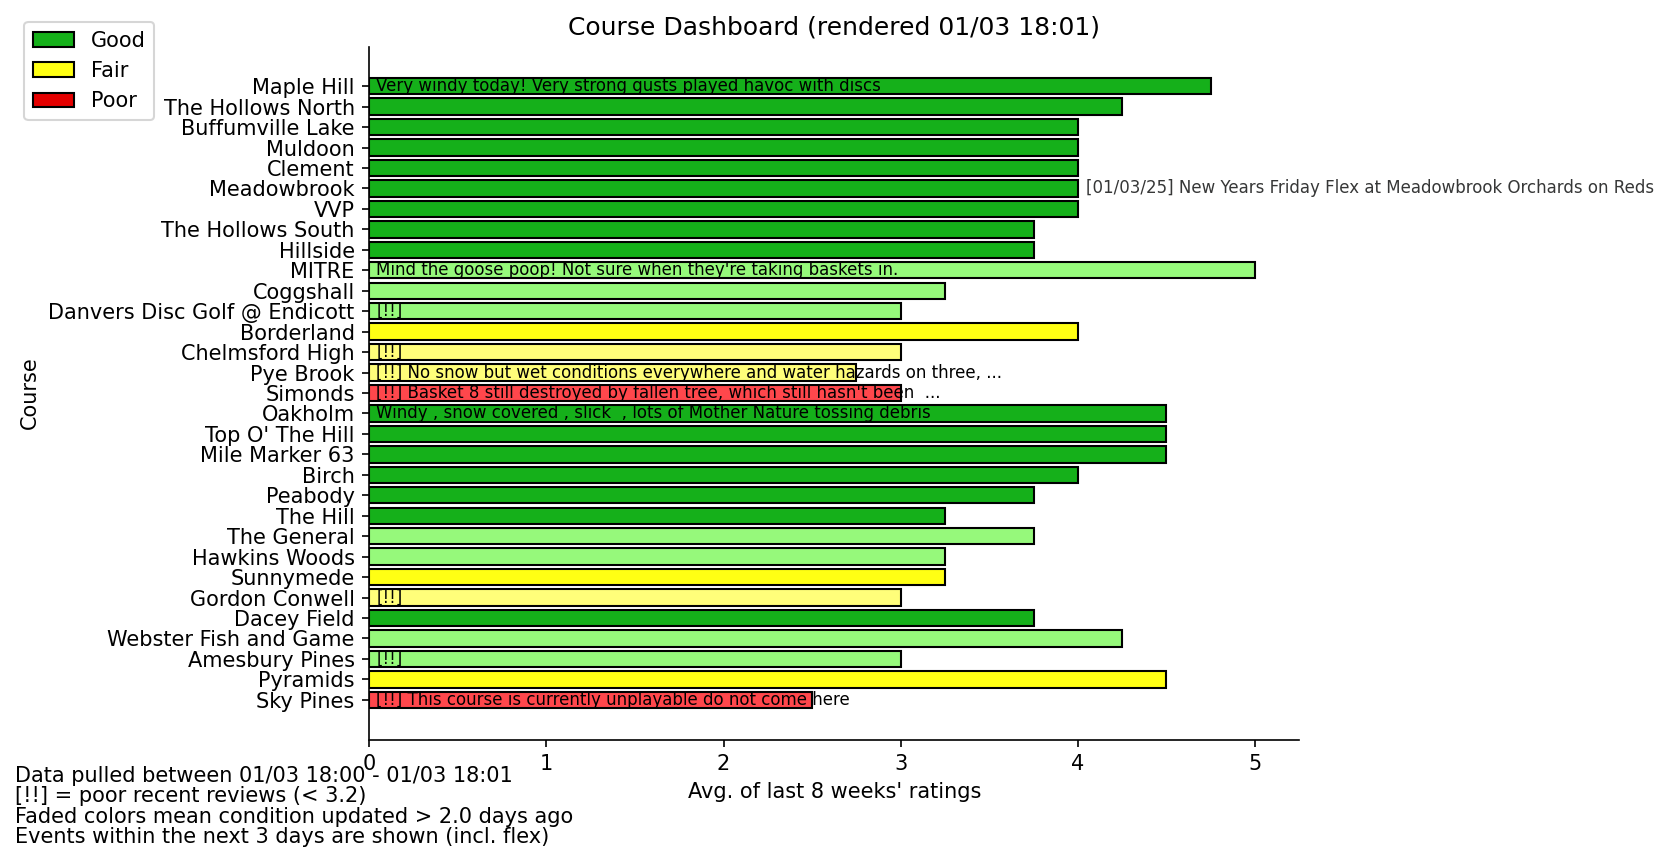 Course Dashboard (rendered 01/03 18:01)
Good
Fair
Poor
Course
Maple Hill Very windy today! Very strong gusts played havoc with discs
The Hollows North
Buffumville Lake
Muldoon
Clement
Meadowbrook [01/03/25] New Years Friday Flex at Meadowbrook Orchards on Reds
VVP
The Hollows South
Hillside
MITRE Mind the goose poop! Not sure when they're taking baskets in.
Coggshall
Danvers Disc Golf @ Endicott [!!]
Borderland
Chelmsford High [!!]
Pye Brook [!!] No snow but wet conditions everywhere and water hazards on three, ...
Simonds [!!] Basket 8 still destroyed by fallen tree, which still hasn't been  ...
Oakholm Windy , snow covered , slick  , lots of Mother Nature tossing debris
Top O' The Hill
Mile Marker 63
Birch
Peabody
The Hill
The General
Hawkins Woods
Sunnymede
Gordon Conwell [!!]
Dacey Field
Webster Fish and Game
Amesbury Pines [!!]
Pyramids
Sky Pines [!!] This course is currently unplayable do not come here
0 1 2 3 4 5
Avg. of last 8 weeks' ratings
Data pulled between 01/03 18:00 - 01/03 18:01
[!!] = poor recent reviews (< 3.2)
Faded colors mean condition updated > 2.0 days ago
Events within the next 3 days are shown (incl. flex)